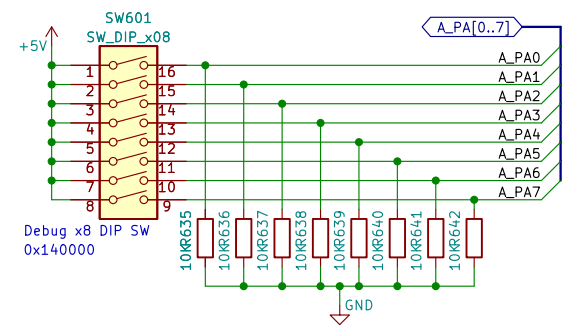 SW601
SW_DIP_x08
+5V
A_PA[0..7]
1 16 A_PA0
2 15 A_PA1
3 14 A_PA2
4 13 A_PA3
5 12 A_PA4
6 11 A_PA5
7 10 A_PA6
8 9 A_PA7
Debug x8 DIP SW
0x140000
10K R635
10K R636
10K R637
10K R638
10K R639
10K R640
10K R641
10K R642
GND